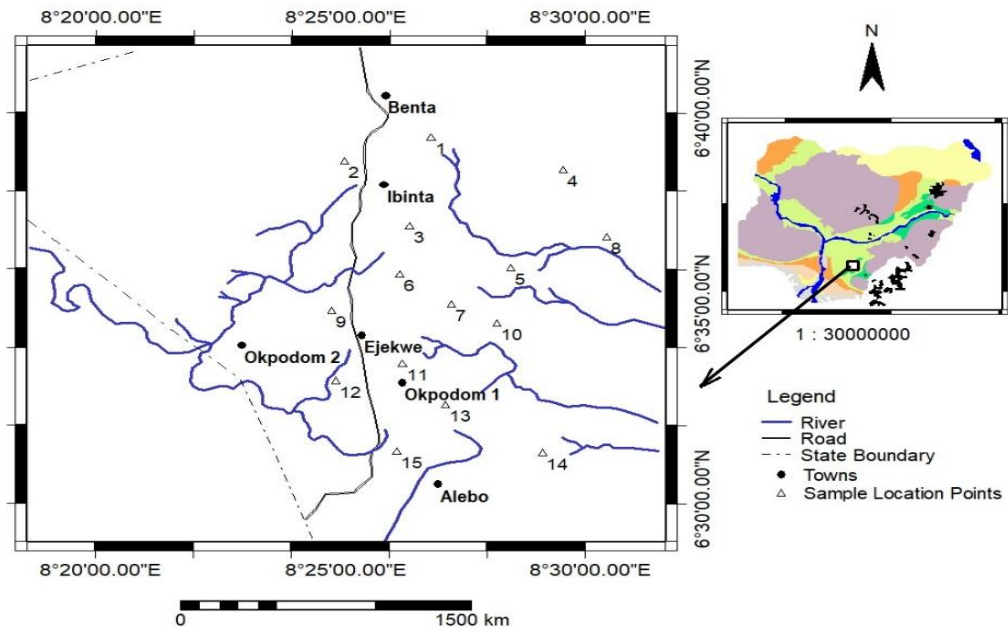 8°20'00.00"E 8°25'00.00"E 8°30'00.00"E
N
Benta
6°40'00.00"N
1
2
4
Ibinta
3
8
5
6
7
9
10
6°35'00.00"N
1 : 30000000
Okpodom 2
Ejekwe
11
12
Okpodom 1
13
15
14
Alebo
6°30'00.00"N
Legend
River
Road
State Boundary
Towns
Sample Location Points
8°20'00.00"E 8°25'00.00"E 8°30'00.00"E
0 1500 km